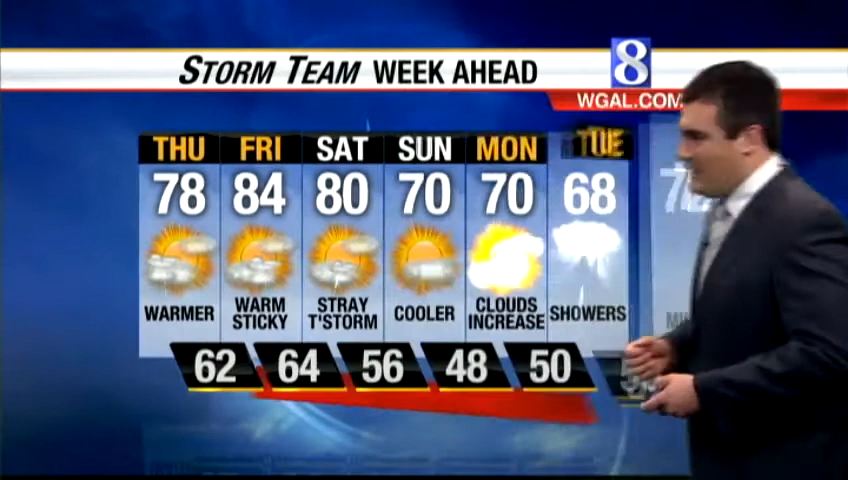 STORM TEAM WEEK AHEAD
8
WGAL.COM
THU FRI SAT SUN MON TUE
78 84 80 70 70 68
WARMER WARM STICKY STRAY T'STORM COOLER CLOUDS INCREASE SHOWERS
62 64 56 48 50